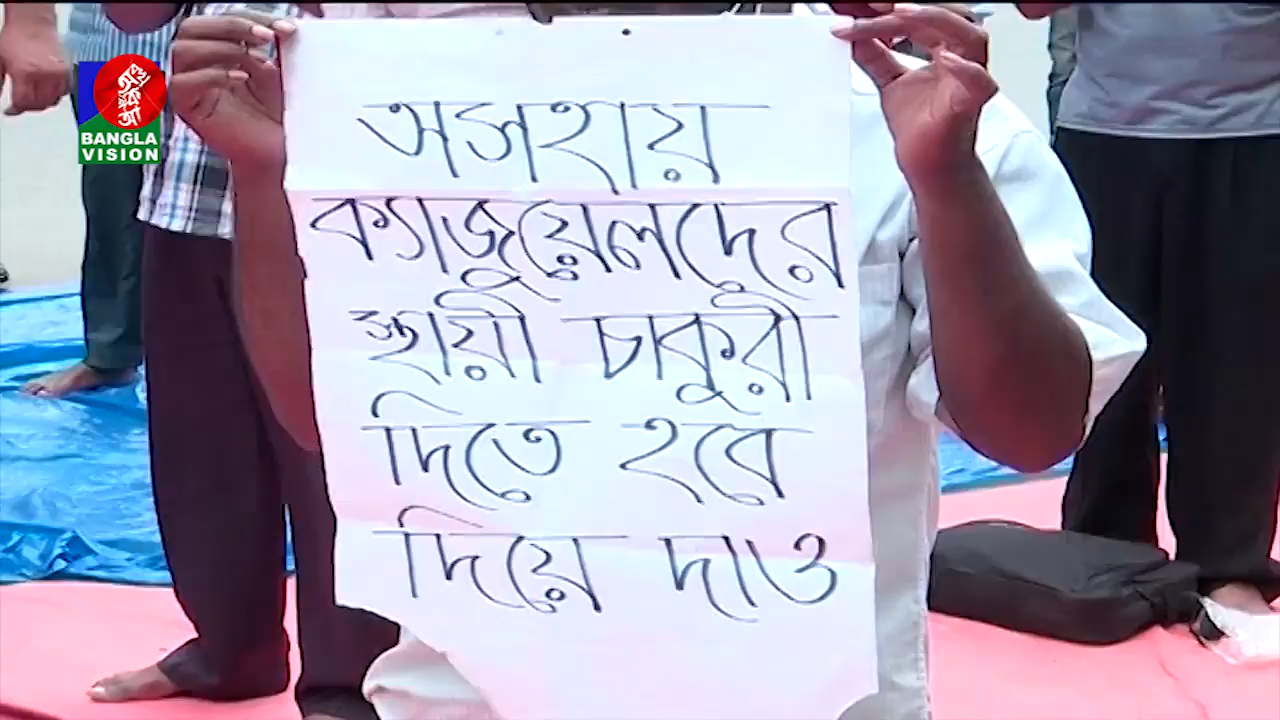 BANGLA
VISION
অসহায়
ক্যাজুয়েলদের
স্থায়ী চাকুরী
দিতে হবে
দিয়ে দাও